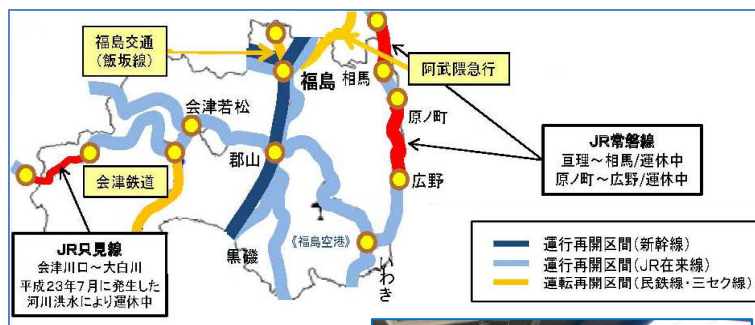 福島交通
(飯坂線)
福島
相馬
阿武隈急行
会津若松
原ノ町
JR常磐線
亘理～相馬/運休中
原ノ町～広野/運休中
郡山
会津鉄道
広野
JR只見線
会津川口～大白川
平成23年7月に発生した
河川洪水により運休中
黒磯
《福島空港》
いわき
運行再開区間(新幹線)
運行再開区間(JR在来線)
運転再開区間(民鉄線・三セク線)